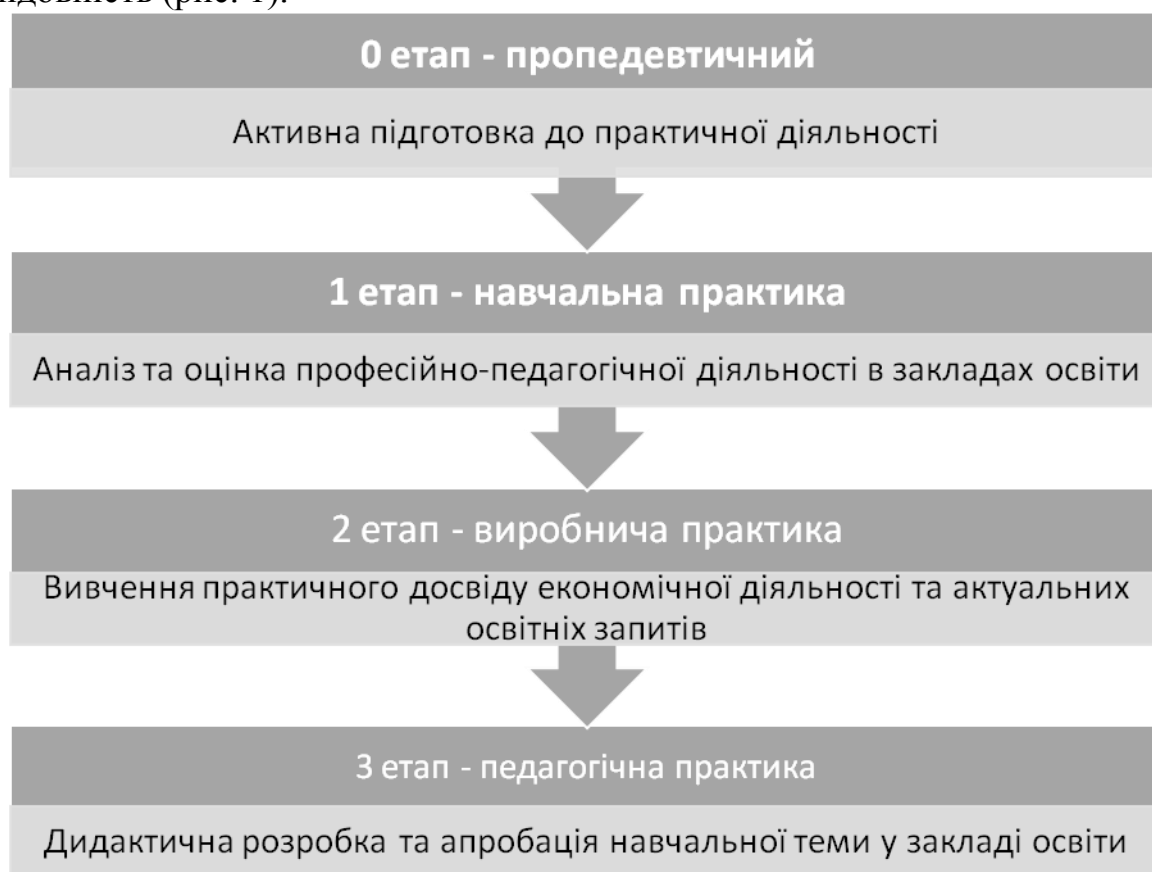 (рис. 1).
0 етап - пропедевтичний
Активна підготовка до практичної діяльності
1 етап - навчальна практика
Аналіз та оцінка професійно-педагогічної діяльності в закладах освіти
2 етап - виробнича практика
Вивчення практичного досвіду економічної діяльності та актуальних
освітніх запитів
3 етап - педагогічна практика
Дидактична розробка та апробація навчальної теми у закладі освіти